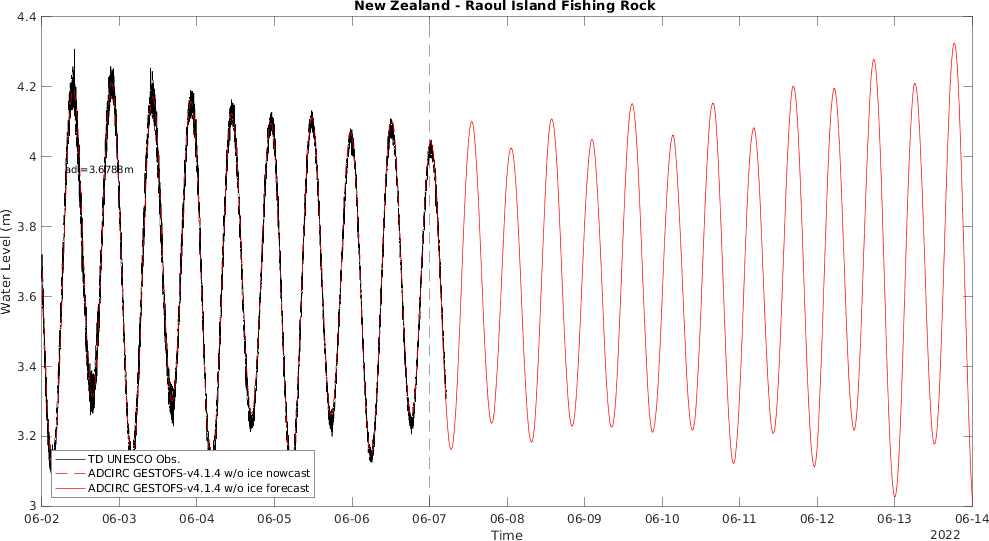 New Zealand - Raoul Island Fishing Rock
4.4
4.2
4
3.8
3.6
3.4
3.2
3
Water Level (m)
adj=3.6783m
TD UNESCO Obs.
ADCIRC GESTOFS-v4.1.4 w/o ice nowcast
ADCIRC GESTOFS-v4.1.4 w/o ice forecast
06-02 06-03 06-04 06-05 06-06 06-07 06-08 06-09 06-10 06-11 06-12 06-13 06-14
Time
2022